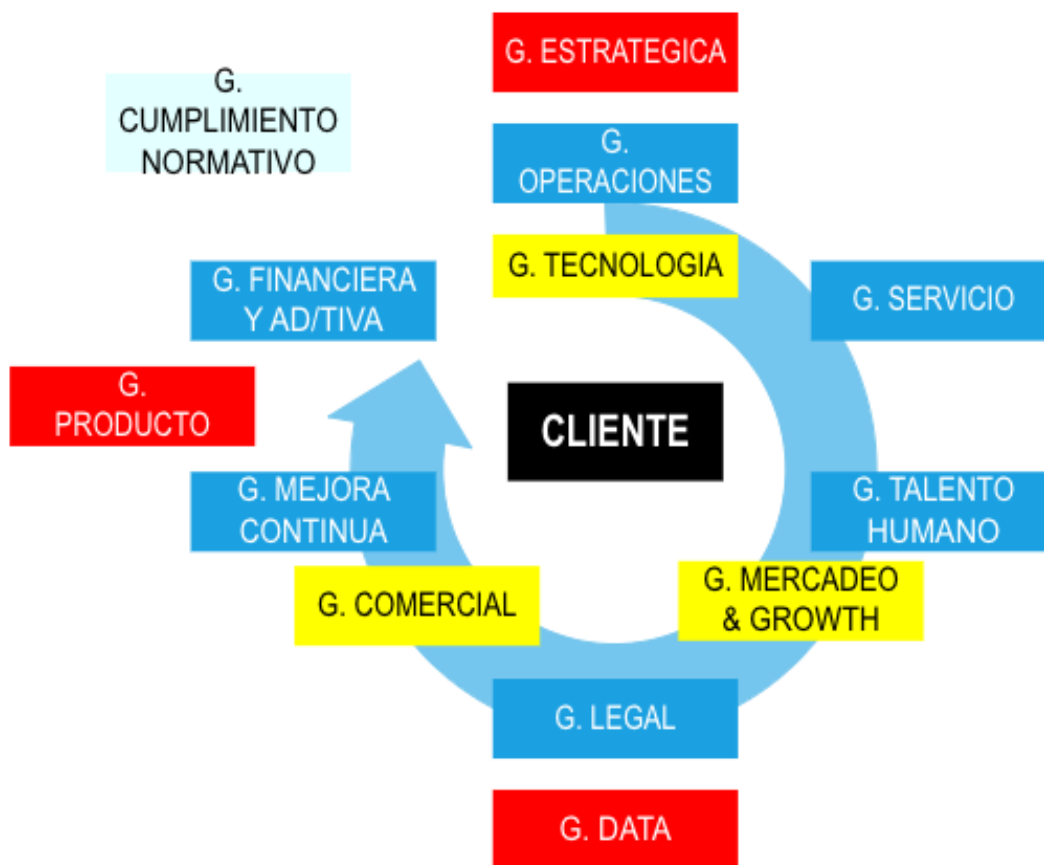 G. ESTRATEGICA
G.
CUMPLIMIENTO
NORMATIVO
G.
OPERACIONES
G. TECNOLOGIA
G. FINANCIERA
Y AD/TIVA
G. SERVICIO
G.
PRODUCTO
CLIENTE
G. MEJORA
CONTINUA
G. TALENTO
HUMANO
G. COMERCIAL
G. MERCADEO
& GROWTH
G. LEGAL
G. DATA